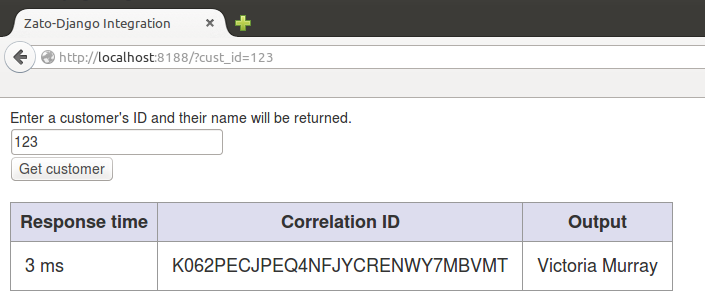 Zato-Django Integration
http://localhost:8188/?cust_id=123
Enter a customer's ID and their name will be returned.
123
Get customer
Response time Correlation ID Output
3 ms K062PECJPEQ4NFJYCRENWY7MBVMT Victoria Murray